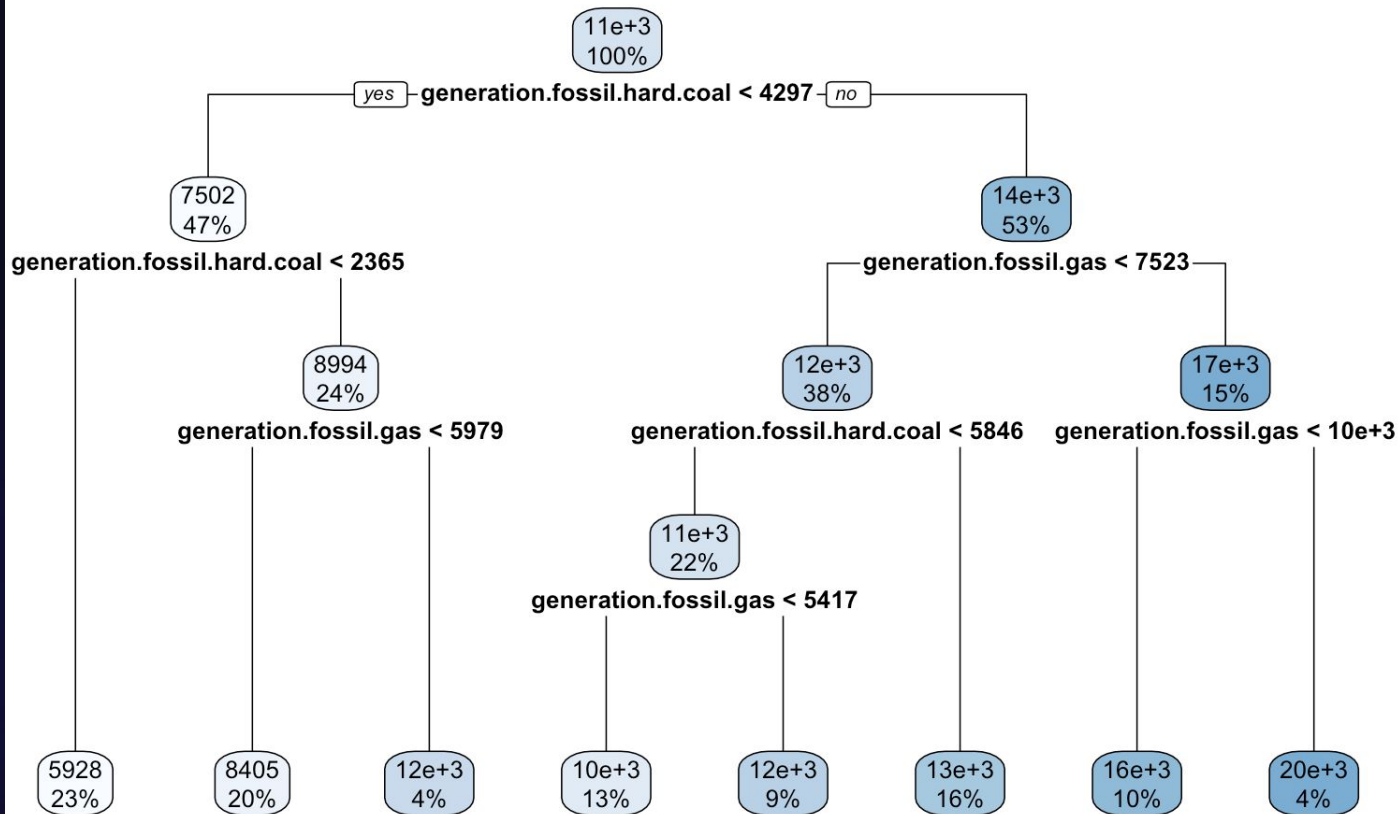 11e+3
100%
yes generation.fossil.hard.coal < 4297 no
7502
47%
14e+3
53%
generation.fossil.hard.coal < 2365
generation.fossil.gas < 7523
8994
24%
12e+3
38%
17e+3
15%
generation.fossil.gas < 5979
generation.fossil.hard.coal < 5846
generation.fossil.gas < 10e+3
11e+3
22%
generation.fossil.gas < 5417
5928
23%
8405
20%
12e+3
4%
10e+3
13%
12e+3
9%
13e+3
16%
16e+3
10%
20e+3
4%